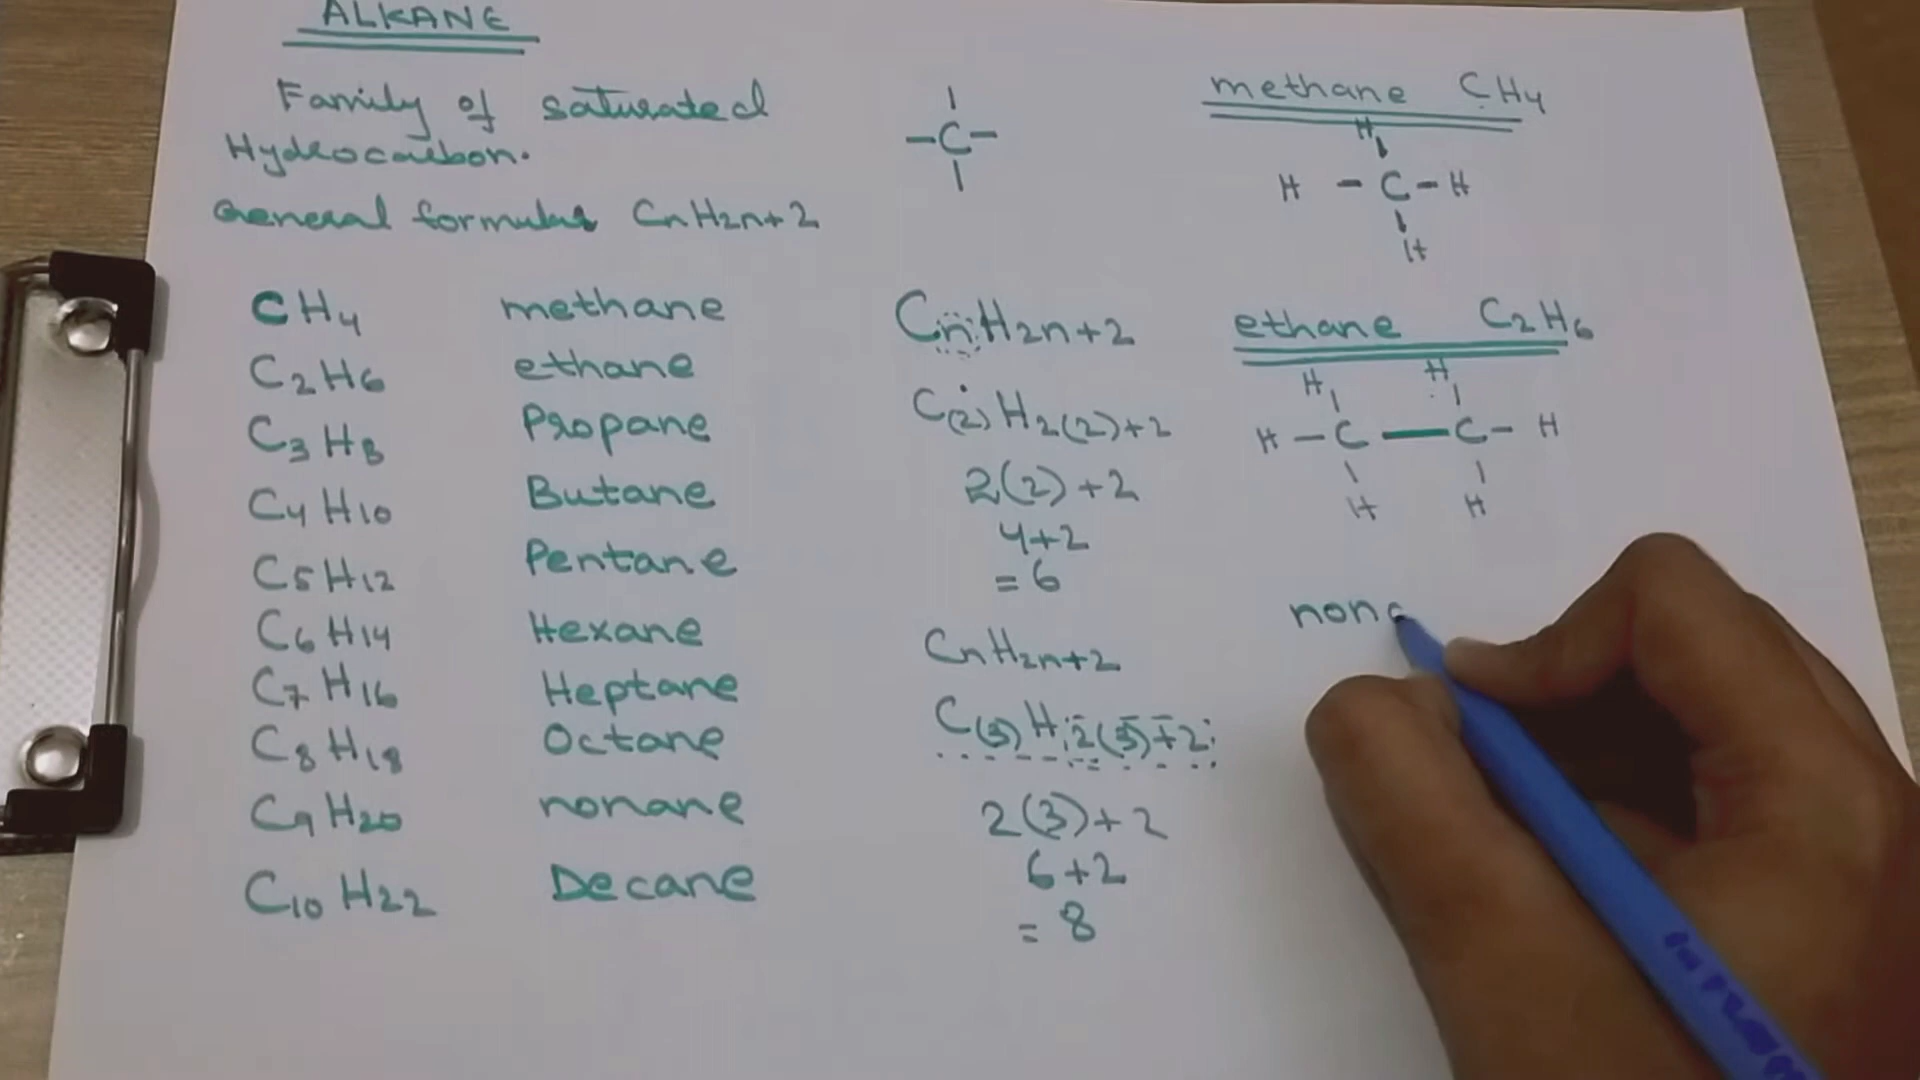 ALKANE
Family of saturated
Hydrocarbon.
General formula CnH2n+2
CH4 methane
C2H6 ethane
C3H8 Propane
C4H10 Butane
C5H12 Pentane
C6H14 Hexane
C7H16 Heptane
C8H18 Octane
C9H20 nonane
C10H22 Decane
-C-
CnH2n+2
C(2)H2(2)+2
2(2)+2
4+2
=6
CnH2n+2
C(3)H2(3)+2
2(3)+2
6+2
=8
methane CH4
H
H-C-H
H
ethane C2H6
H H
H-C-C-H
H H
nona